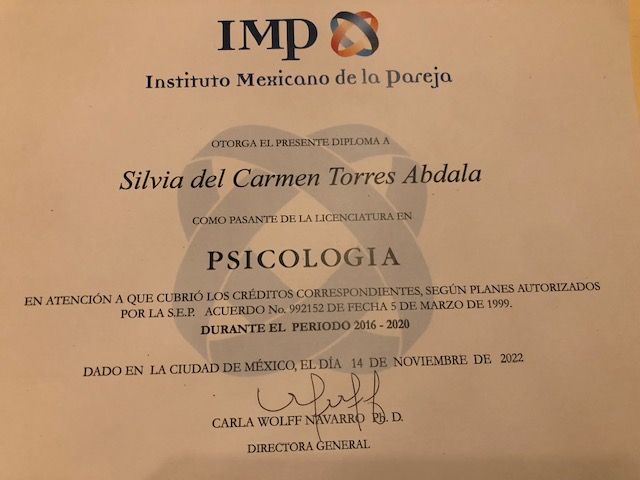 IMP
Instituto Mexicano de la Pareja
OTORGA EL PRESENTE DIPLOMA A
Silvia del Carmen Torres Abdala
COMO PASANTE DE LA LICENCIATURA EN
PSICOLOGIA
EN ATENCIÓN A QUE CUBRIÓ LOS CRÉDITOS CORRESPONDIENTES, SEGÚN PLANES AUTORIZADOS
POR LA S.E.P. ACUERDO No. 992152 DE FECHA 5 DE MARZO DE 1999.
DURANTE EL PERIODO 2016 - 2020
DADO EN LA CIUDAD DE MÉXICO, EL DÍA 14 DE NOVIEMBRE DE 2022
CARLA WOLFF NAVARRO Ph. D.
DIRECTORA GENERAL